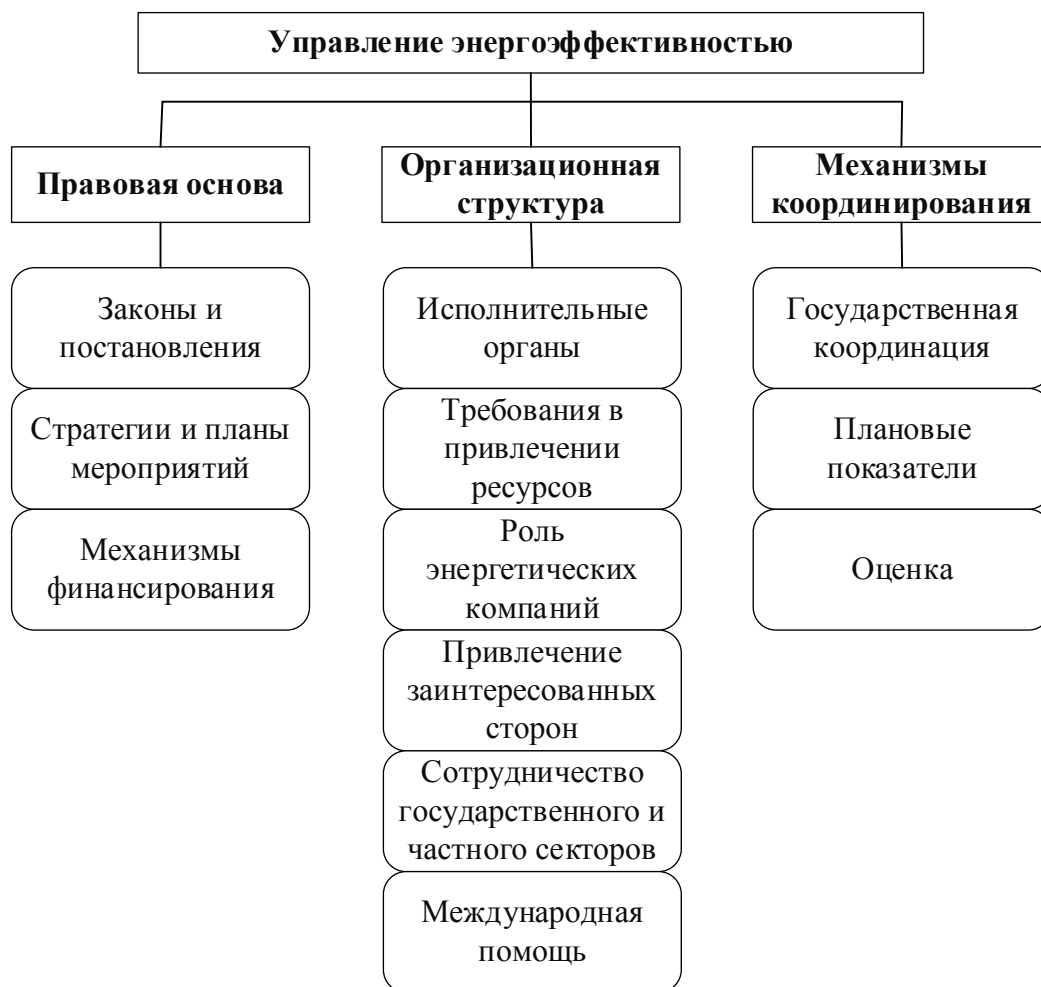 Управление энергоэффективностью
Правовая основа
Организационная
структура
Механизмы
координирования
Законы и
постановления
Стратегии и планы
мероприятий
Механизмы
финансирования
Исполнительные
органы
Требования в
привлечении
ресурсов
Роль
энергетических
компаний
Привлечение
заинтересованных
сторон
Сотрудничество
государственного и
частного секторов
Международная
помощь
Государственная
координация
Плановые
показатели
Оценка